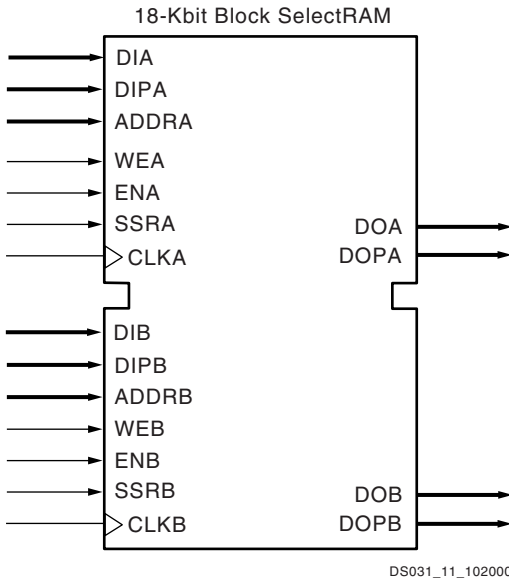 18-Kbit Block SelectRAM
DIA
DIPA
ADDRA
WEA
ENA
SSRA
CLKA
DOA
DOPA
DIB
DIPB
ADDRB
WEB
ENB
SSRB
CLKB
DOB
DOPB
DS031_11_102000